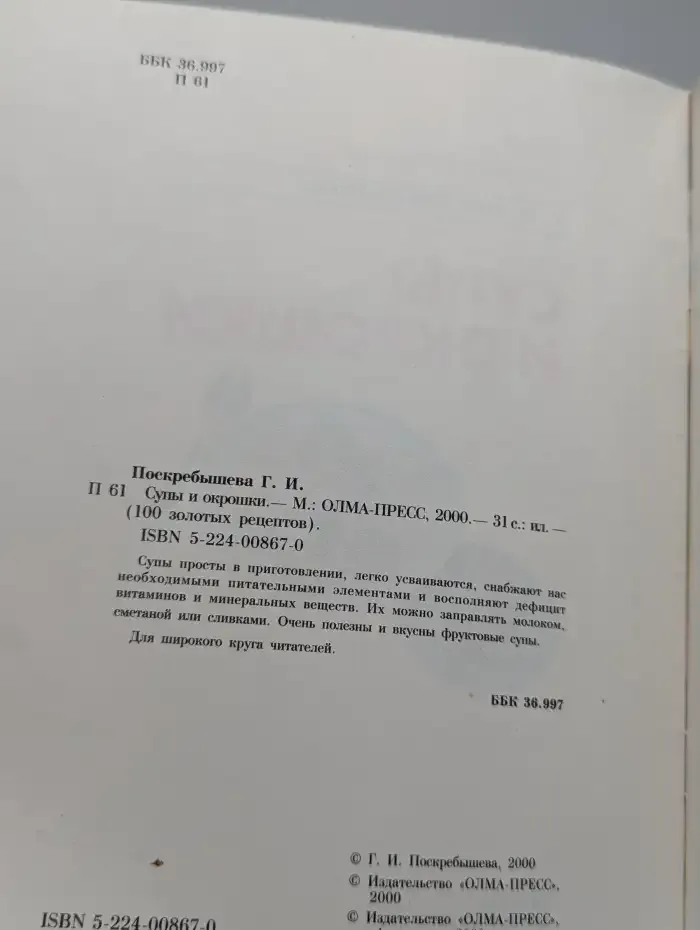 ББК 36.997
П 61
Поскребышева Г. И.
П 61 Супы и окрошки.— М.: ОЛМА-ПРЕСС, 2000.— 31 с.: ил. —
(100 золотых рецептов).
ISBN 5-224-00867-0
Супы просты в приготовлении, легко усваиваются, снабжают нас
необходимыми питательными элементами и восполняют дефицит
витаминов и минеральных веществ. Их можно заправлять молоком,
сметаной или сливками. Очень полезны и вкусны фруктовые супы.
Для широкого круга читателей.
ББК 36.997
© Г. И. Поскребышева, 2000
© Издательство «ОЛМА-ПРЕСС»,
2000
ISBN 5-224-00867-0
© Издательство «ОЛМА-ПРЕСС»,